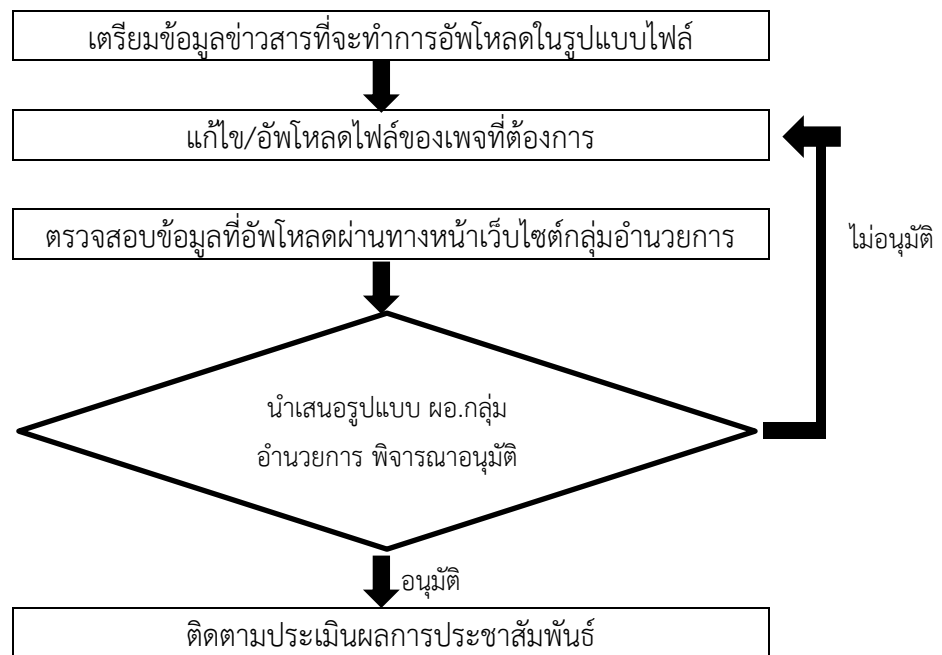 เตรียมข้อมูลข่าวสารที่จะทำการอัพโหลดในรูปแบบไฟล์
แก้ไข/อัพโหลดไฟล์ของเพจที่ต้องการ
ตรวจสอบข้อมูลที่อัพโหลดผ่านทางหน้าเว็บไซต์กลุ่มอำนวยการ
ไม่อนุมัติ
นำเสนอรูปแบบ ผอ.กลุ่ม
อำนวยการ พิจารณาอนุมัติ
อนุมัติ
ติดตามประเมินผลการประชาสัมพันธ์